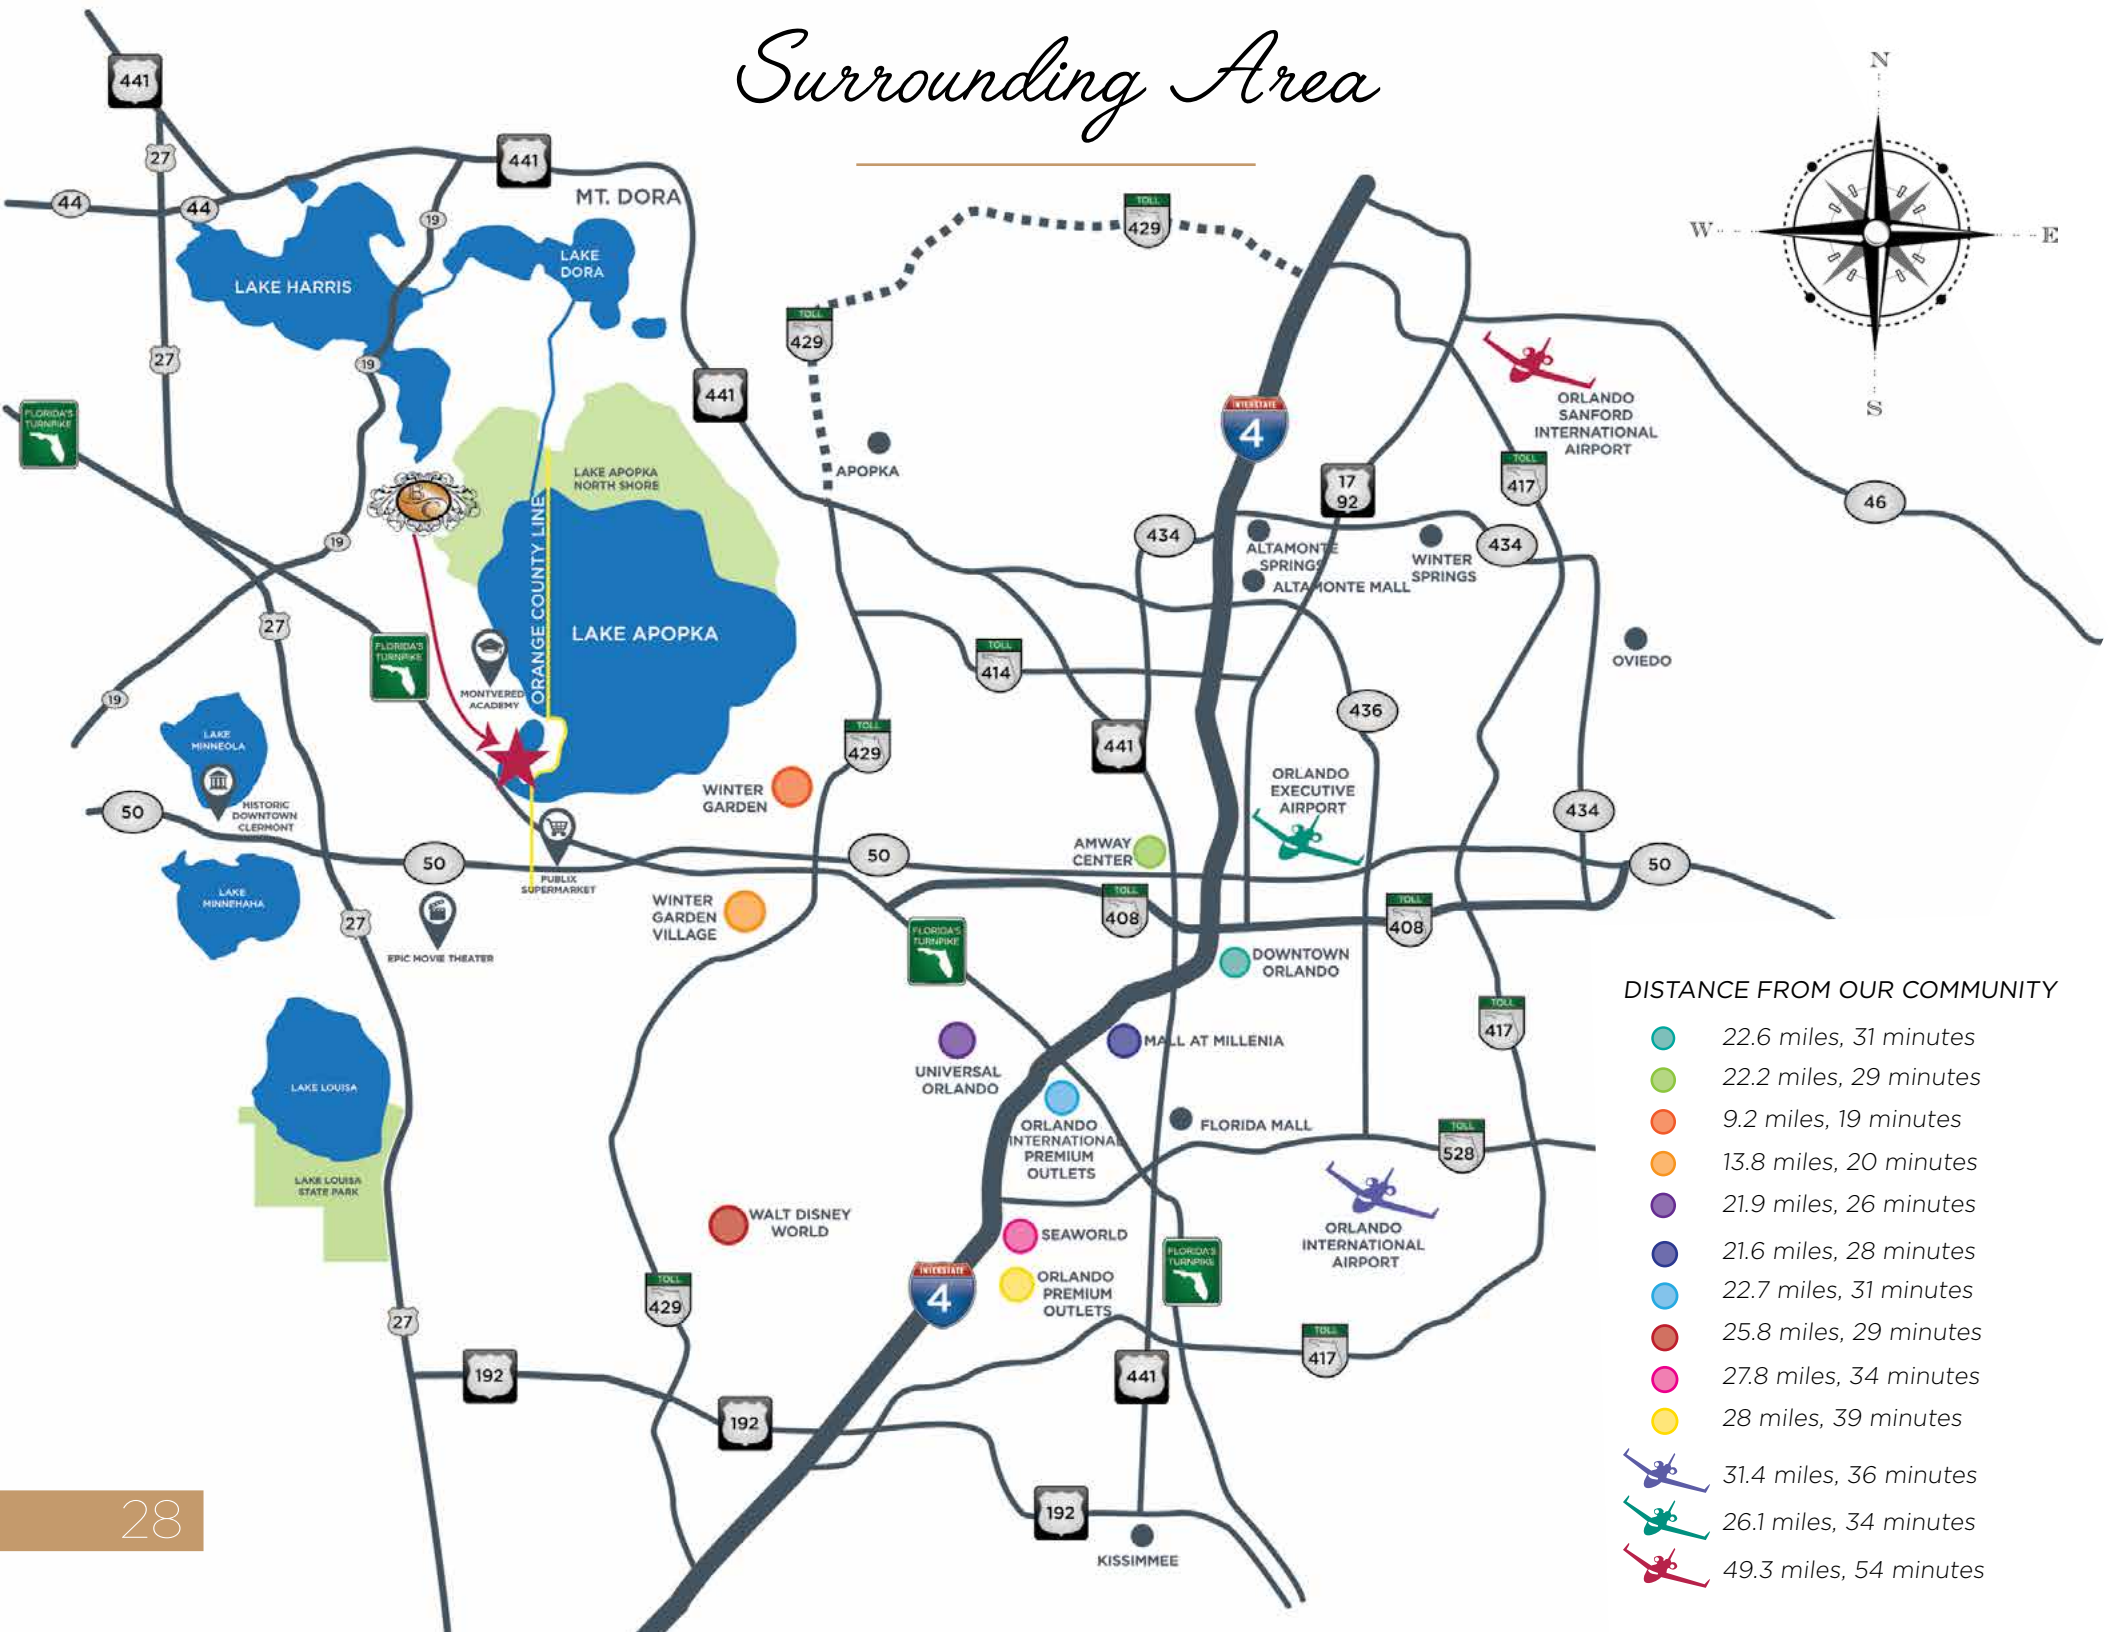 Surrounding Area
N
W
E
S
441
27
44
44
441
19
MT. DORA
LAKE
DORA
LAKE HARRIS
TOLL
429
TOLL
429
27
19
441
FLORIDA'S
TURNPIKE
INTERSTATE
4
ORLANDO
SANFORD
INTERNATIONAL
AIRPORT
APOPKA
LAKE APOPKA
NORTH SHORE
B
C
17
92
TOLL
417
46
19
434
ALTAMONTE
SPRINGS
ALTAMONTE MALL
WINTER
SPRINGS
434
27
ORANGE COUNTY LINE
LAKE APOPKA
FLORIDA'S
TURNPIKE
MONTVERED
ACADEMY
TOLL
414
OVIEDO
19
436
LAKE
MINNEOLA
TOLL
429
441
HISTORIC
DOWNTOWN
CLERMONT
50
WINTER
GARDEN
ORLANDO
EXECUTIVE
AIRPORT
434
50
PUBLIX
SUPERMARKET
50
AMWAY
CENTER
50
LAKE
MINNEHAHA
27
EPIC MOVIE THEATER
WINTER
GARDEN
VILLAGE
TOLL
408
TOLL
408
FLORIDA'S
TURNPIKE
DOWNTOWN
ORLANDO
TOLL
417
LAKE LOUISA
UNIVERSAL
ORLANDO
MALL AT MILLENIA
ORLANDO
INTERNATIONAL
PREMIUM
OUTLETS
FLORIDA MALL
TOLL
528
LAKE LOUISA
STATE PARK
WALT DISNEY
WORLD
SEAWORLD
ORLANDO
INTERNATIONAL
AIRPORT
FLORIDA'S
TURNPIKE
ORLANDO
PREMIUM
OUTLETS
INTERSTATE
4
TOLL
429
27
192
441
TOLL
417
192
192
KISSIMMEE
DISTANCE FROM OUR COMMUNITY
22.6 miles, 31 minutes
22.2 miles, 29 minutes
9.2 miles, 19 minutes
13.8 miles, 20 minutes
21.9 miles, 26 minutes
21.6 miles, 28 minutes
22.7 miles, 31 minutes
25.8 miles, 29 minutes
27.8 miles, 34 minutes
28 miles, 39 minutes
31.4 miles, 36 minutes
26.1 miles, 34 minutes
49.3 miles, 54 minutes
28